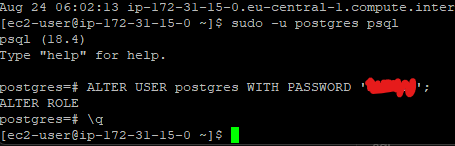 Aug 24 06:02:13 ip-172-31-15-0.eu-central-1.compute.inter
[ec2-user@ip-172-31-15-0 ~]$ sudo -u postgres psql
psql (18.4)
Type "help" for help.
postgres=# ALTER USER postgres WITH PASSWORD '';
ALTER ROLE
postgres=# \q
[ec2-user@ip-172-31-15-0 ~]$